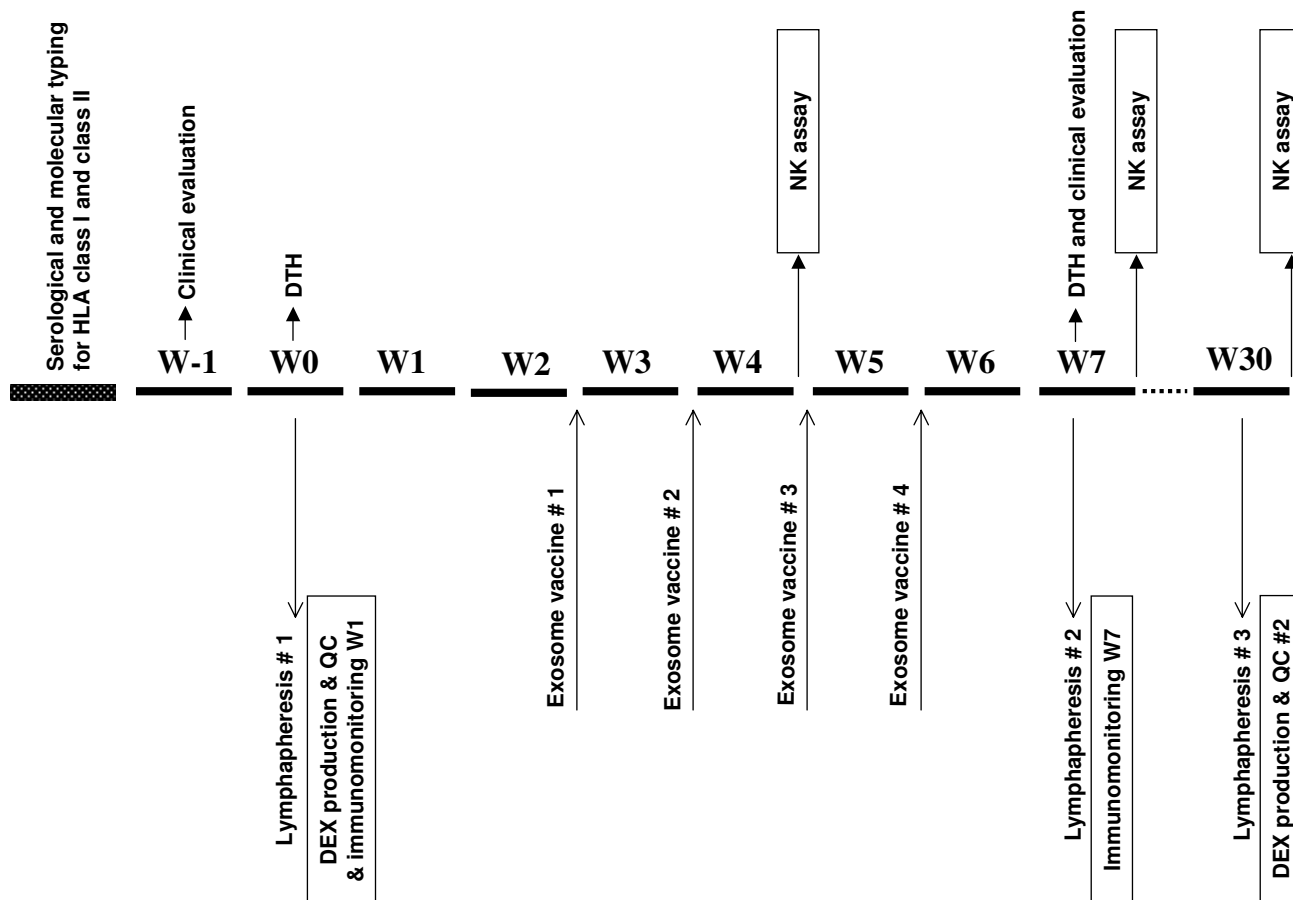 Serological and molecular typing
for HLA class I and class II
Clinical evaluation
DTH
NK assay
DTH and clinical evaluation
NK assay
NK assay
W-1
W0
W1
W2
W3
W4
W5
W6
W7
W30
Lymphapheresis # 1
DEX production & QC
& immunomonitoring W1
Exosome vaccine # 1
Exosome vaccine # 2
Exosome vaccine # 3
Exosome vaccine # 4
Lymphapheresis # 2
Immunomonitoring W7
Lymphapheresis # 3
DEX production & QC #2